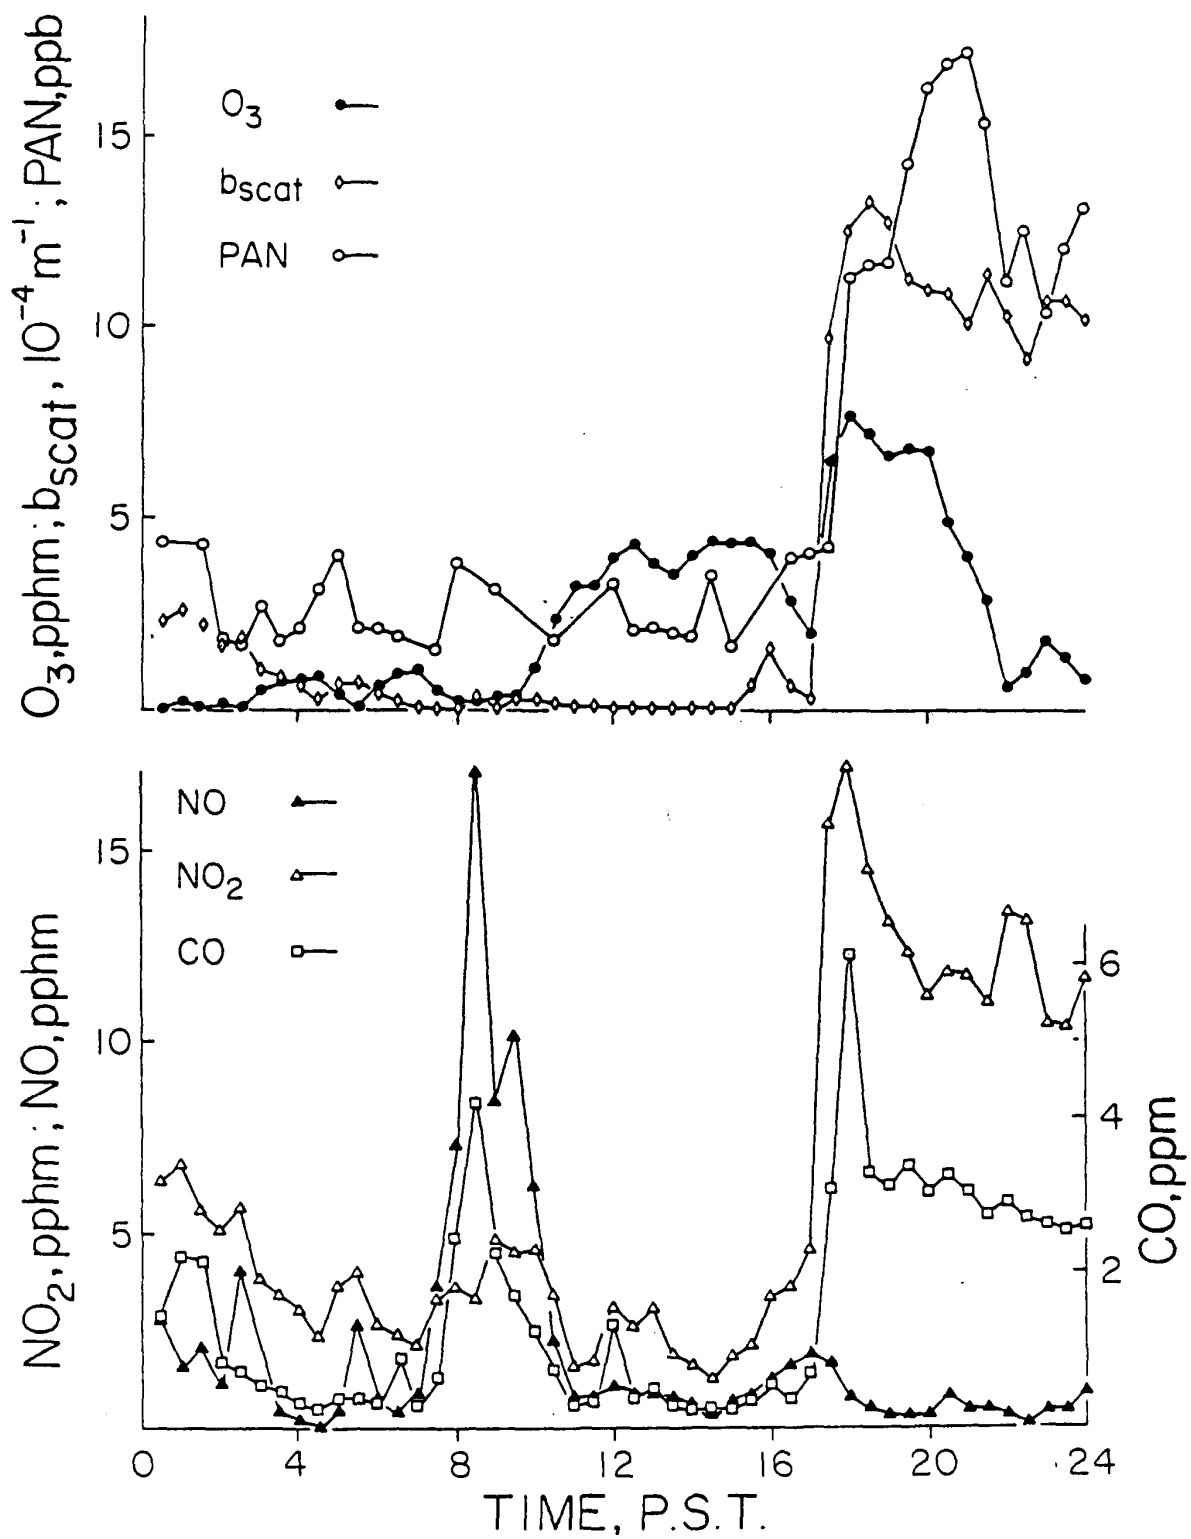 O3,pphm; bscat, 10⁻⁴ m⁻¹; PAN,ppb
15
10
5
O3
bscat
PAN
NO2,pphm; NO,pphm
15
10
5
NO
NO2
CO
6
4
2
CO,ppm
0 4 8 12 16 20 24
TIME, P.S.T.